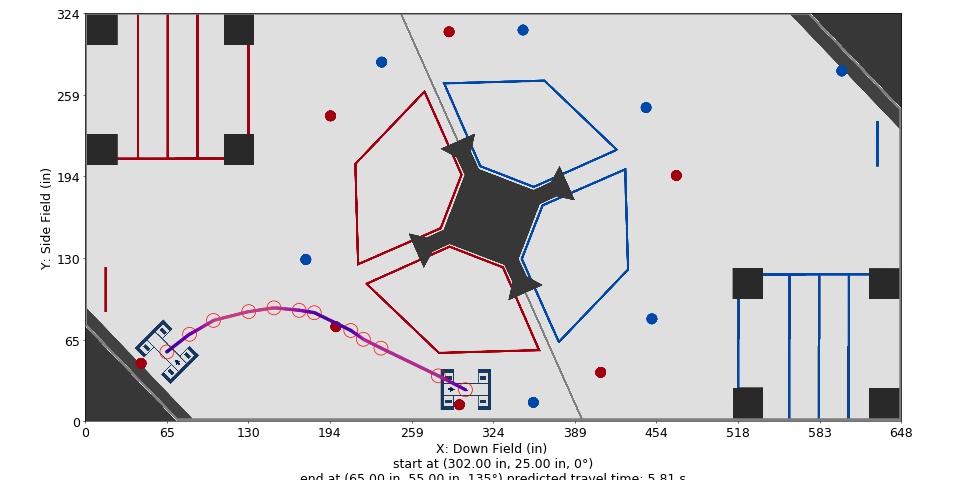 324
259
194
130
65
0
Y: Side Field (in)
0 65 130 194 259 324 389 454 518 583 648
X: Down Field (in)
start at (302.00 in, 25.00 in, 0°)
end at (65.00 in, 55.00 in, 135°) predicted travel time: 5.81 s